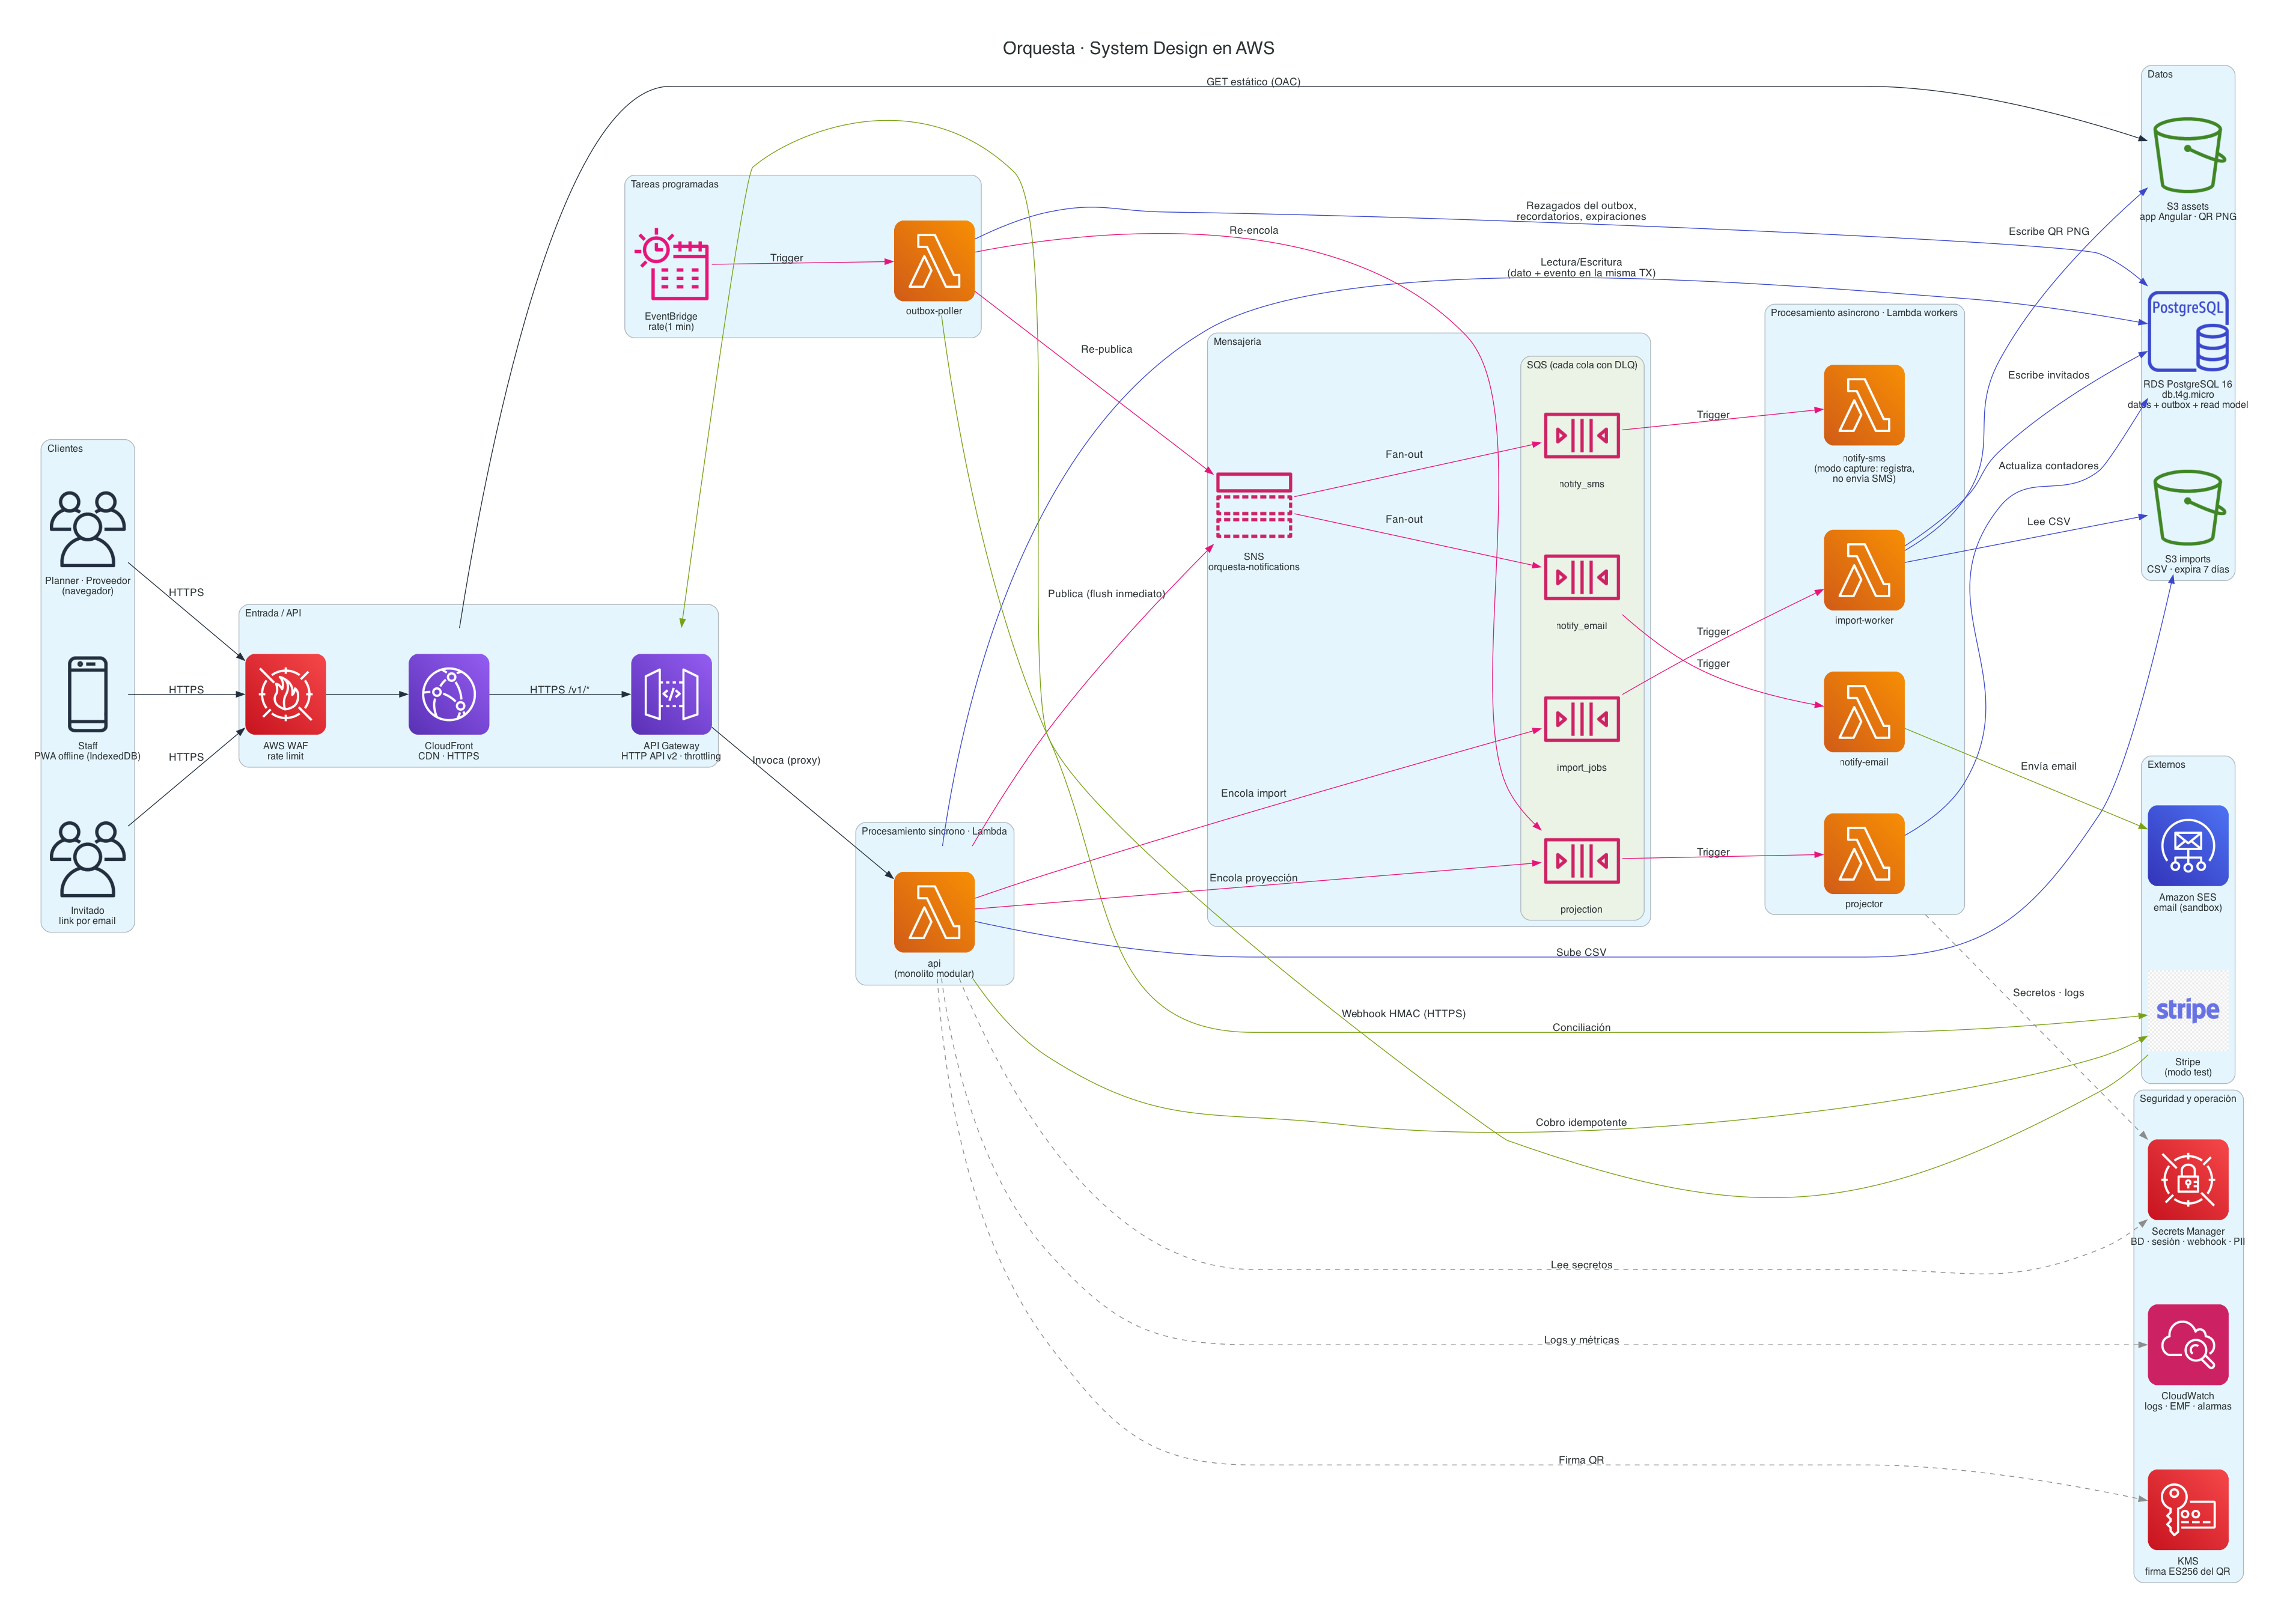 Orquesta · System Design en AWS
GET estático (OAC)
Tareas programadas
EventBridge
rate(1 min)
Trigger
outbox-poller
Rezagados del outbox,
recordatorios, expiraciones
Re-encola
Lectura/Escritura
(dato + evento en la misma TX)
Re-publica
Clientes
Planner · Proveedor
(navegador)
Staff
PWA offline (IndexedDB)
Invitado
link por email
HTTPS
HTTPS
HTTPS
Entrada / API
AWS WAF
rate limit
CloudFront
CDN · HTTPS
HTTPS /v1/*
API Gateway
HTTP API v2 · throttling
Invoca (proxy)
Procesamiento síncrono · Lambda
api
(monolito modular)
Publica (flush inmediato)
Encola import
Encola proyección
Sube CSV
Mensajería
SNS
orquesta-notifications
Fan-out
Fan-out
SQS (cada cola con DLQ)
notify_sms
notify_email
import_jobs
projection
Trigger
Trigger
Trigger
Trigger
Procesamiento asíncrono · Lambda workers
notify-sms
(modo capture: registra,
no envía SMS)
import-worker
notify-email
projector
Escribe QR PNG
Escribe invitados
Actualiza contadores
Lee CSV
Envía email
Secretos · logs
Datos
S3 assets
app Angular · QR PNG
PostgreSQL
RDS PostgreSQL 16
db.t4g.micro
datos + outbox + read model
S3 imports
CSV · expira 7 días
Externos
Amazon SES
email (sandbox)
stripe
Stripe
(modo test)
Webhook HMAC (HTTPS)
Conciliación
Cobro idempotente
Lee secretos
Logs y métricas
Firma QR
Seguridad y operación
Secrets Manager
BD · sesión · webhook · PII
CloudWatch
logs · EMF · alarmas
KMS
firma ES256 del QR